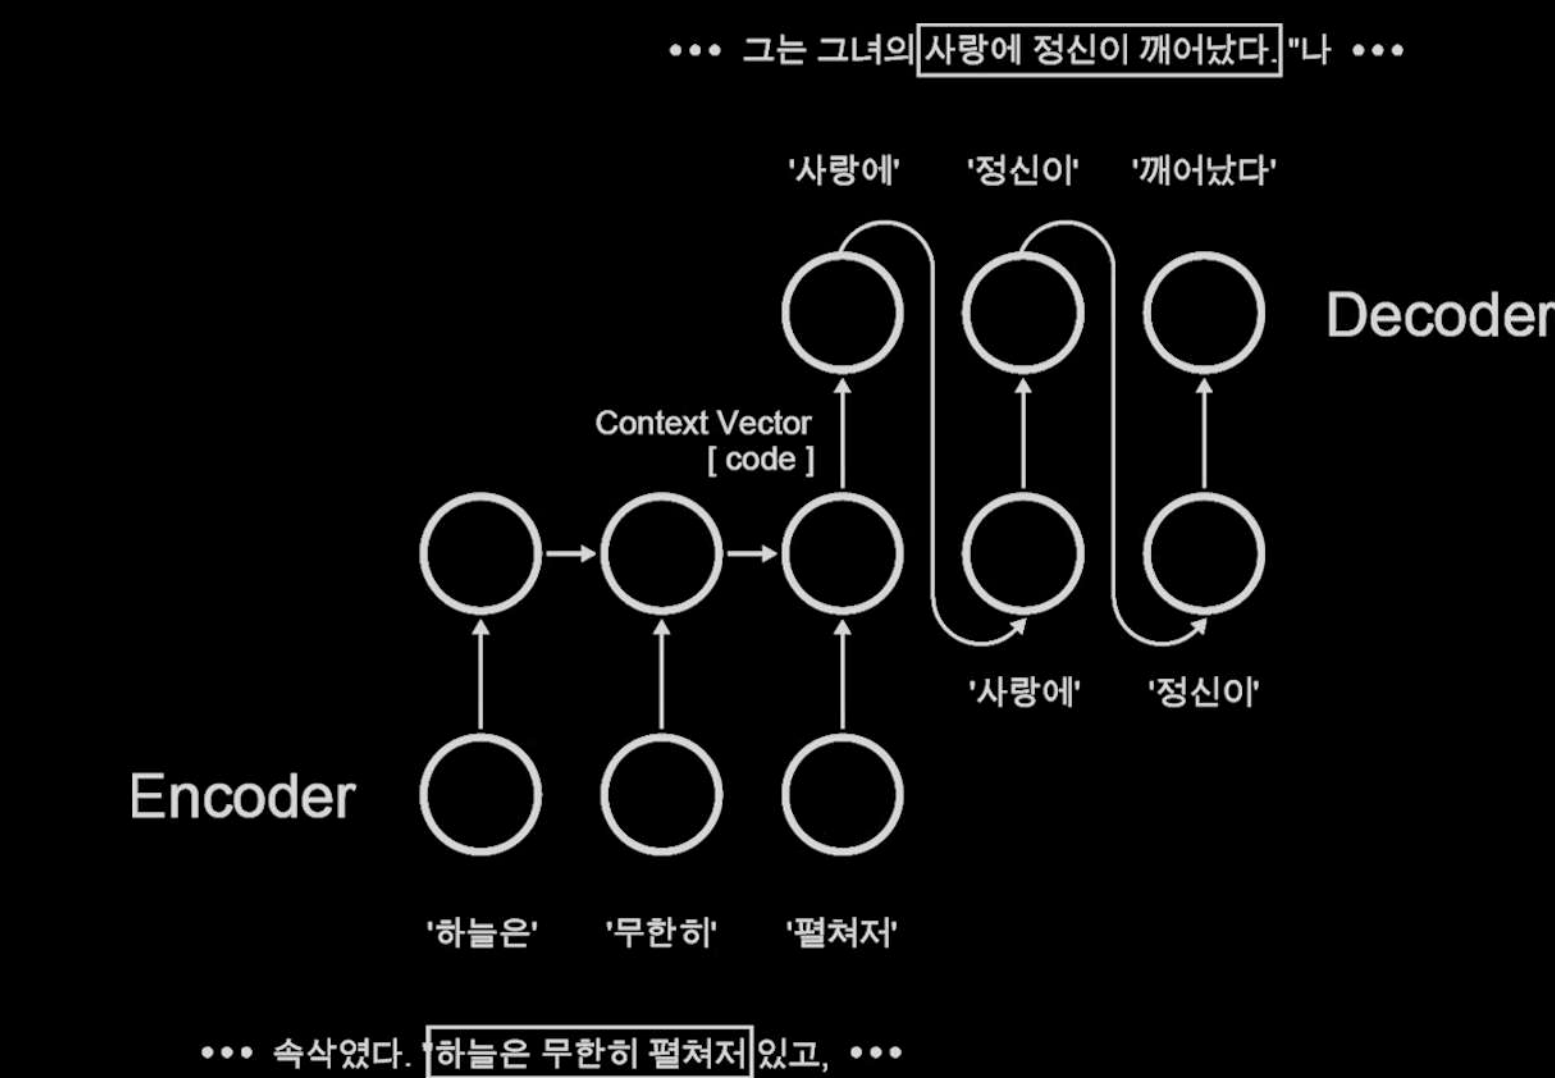 ••• 그는 그녀의 사랑에 정신이 깨어났다. "나 •••
'사랑에' '정신이' '깨어났다'
Decoder
Context Vector
[ code ]
'사랑에' '정신이'
Encoder
'하늘은' '무한히' '펼쳐저'
••• 속삭였다. "하늘은 무한히 펼쳐저 있고, •••